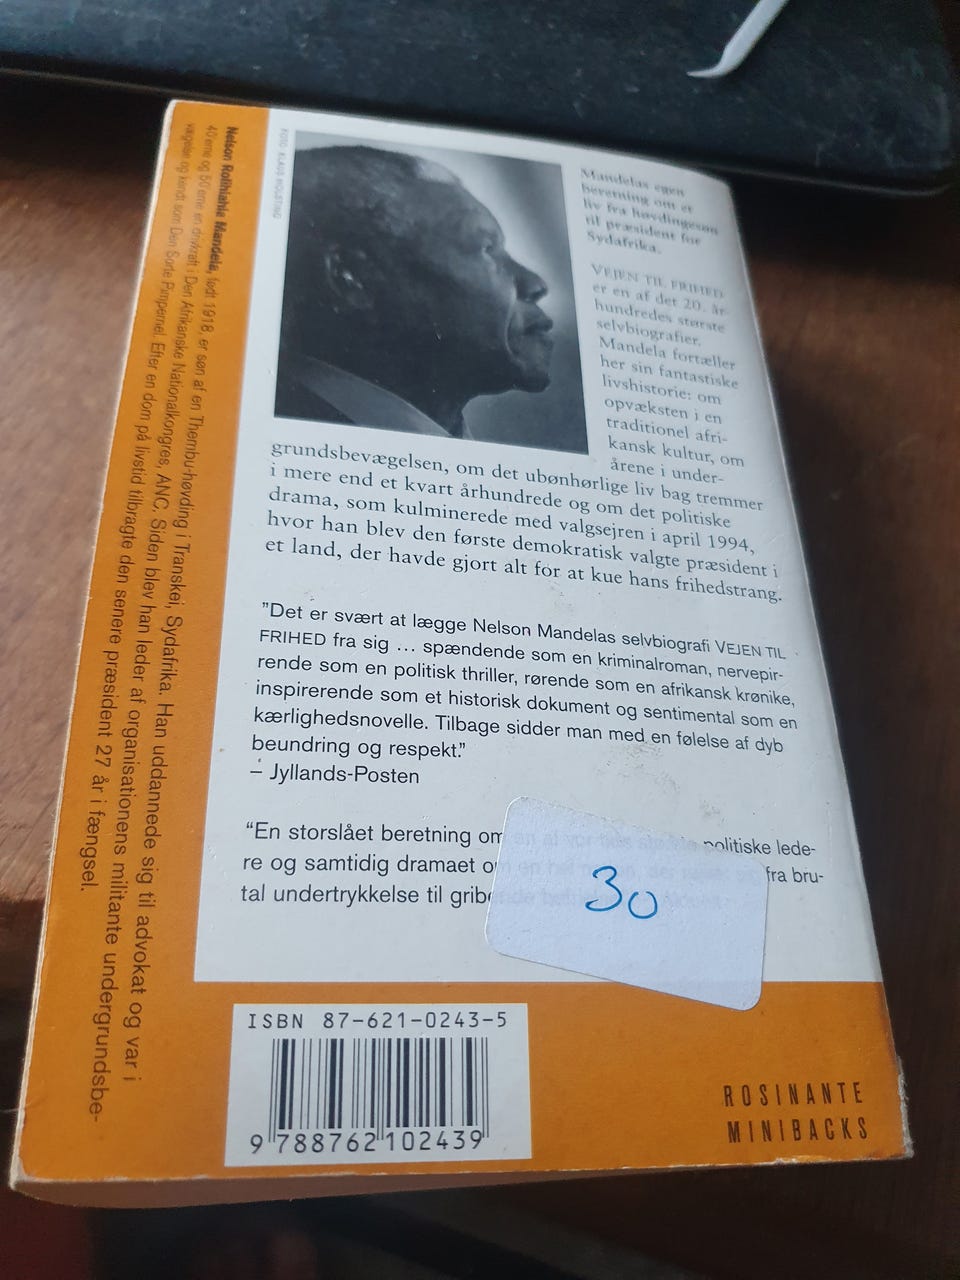 Nelson Rolihlahla Mandela, født 1918, er søn af en Thembu-høvding i Transkei, Sydafrika. Han uddannede sig til advokat og var i
40'erne og 50'erne en drivkraft i Den Afrikanske Nationalkongres, ANC. Siden blev han leder af organisationens militante undergrundsbe-
vægelse og kendt som Den Sorte Pimpernel. Efter en dom på livstid tilbragte den senere præsident 27 år i fængsel.
FOTO: KLAUS HOLSTING
Mandelas egen
beretning om et
liv fra høvdingesøn
til præsident for
Sydafrika.
VEJEN TIL FRIHED
er en af det 20. år-
hundredes største
selvbiografier.
Mandela fortæller
her sin fantastiske
livshistorie: om
opvæksten i en
traditionel afri-
kansk kultur, om
årene i under-
grundsbevægelsen, om det ubønhørlige liv bag tremmer
i mere end et kvart århundrede og om det politiske
drama, som kulminerede med valgsejren i april 1994,
hvor han blev den første demokratisk valgte præsident i
et land, der havde gjort alt for at kue hans frihedstrang.
"Det er svært at lægge Nelson Mandelas selvbiografi VEJEN TIL
FRIHED fra sig ... spændende som en kriminalroman, nervepir-
rende som en politisk thriller, rørende som en afrikansk krønike,
inspirerende som et historisk dokument og sentimental som en
kærlighedsnovelle. Tilbage sidder man med en følelse af dyb
beundring og respekt."
– Jyllands-Posten
"En storslået beretning om politiske lede-
re og samtidig dramaet fra bru-
tal undertrykkelse til
30
ISBN 87-621-0243-5
9 788762 102439
ROSINANTE
MINIBACKS